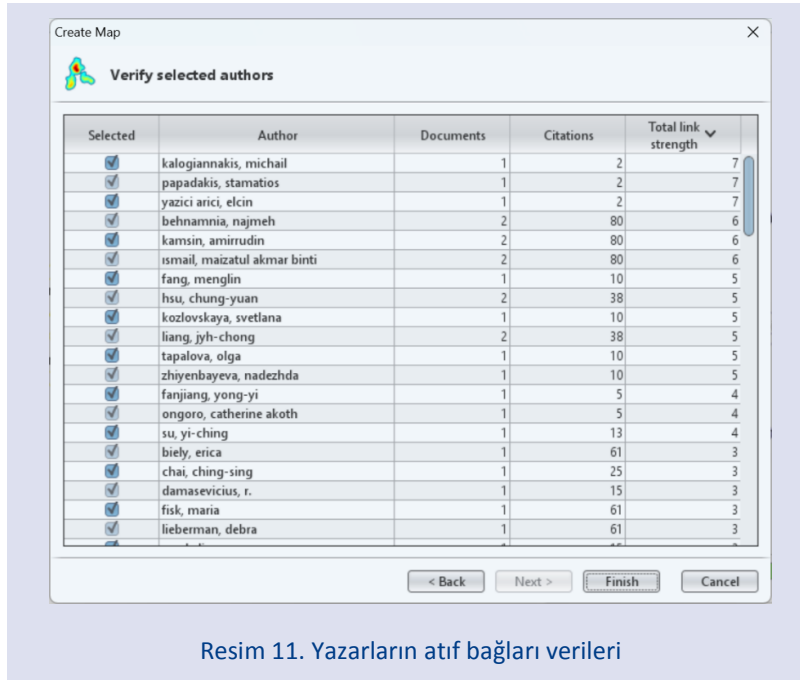 Create Map
Verify selected authors
Selected Author Documents Citations Total link strength
kalogiannakis, michail 1 2 7
papadakis, stamatios 1 2 7
yazici arici, elcin 1 2 7
behnamnia, najmeh 2 80 6
kamsin, amirrudin 2 80 6
ısmail, maizatul akmar binti 2 80 6
fang, menglin 1 10 5
hsu, chung-yuan 2 38 5
kozlovskaya, svetlana 1 10 5
liang, jyh-chong 2 38 5
tapalova, olga 1 10 5
zhiyenbayeva, nadezhda 1 10 5
fanjiang, yong-yi 1 5 4
ongoro, catherine akoth 1 5 4
su, yi-ching 1 13 4
biely, erica 1 61 3
chai, ching-sing 1 25 3
damasevicius, r. 1 15 3
fisk, maria 1 61 3
lieberman, debra 1 61 3
< Back Next > Finish Cancel
Resim 11. Yazarların atıf bağları verileri